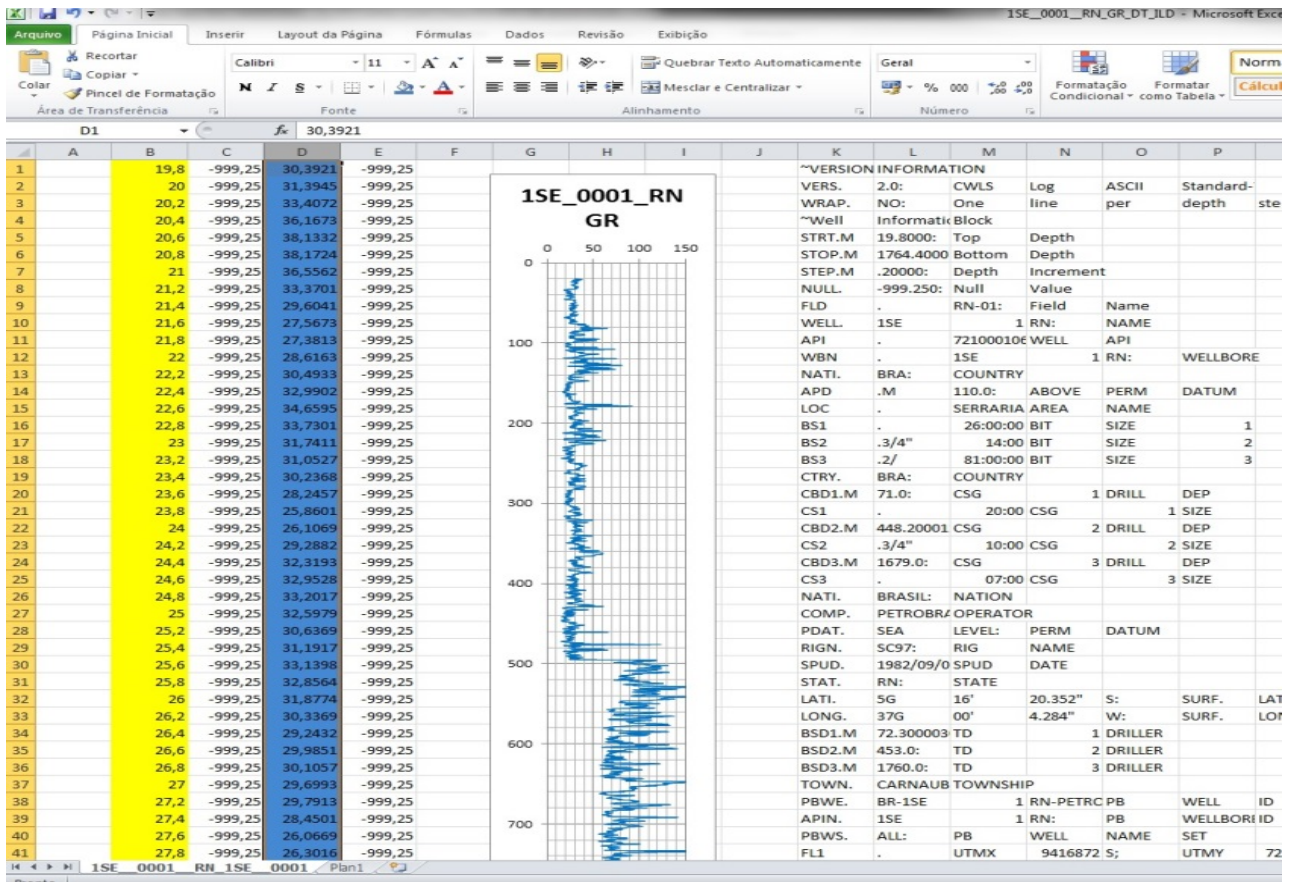 1SE__0001__RN_GR_DT_ILD - Microsoft Exce
Arquivo Página Inicial Inserir Layout da Página Fórmulas Dados Revisão Exibição
Colar
Recortar
Copiar
Pincel de Formatação
Área de Transferência
Calibri 11 A A
N I S A
Fonte
Quebrar Texto Automaticamente
Mesclar e Centralizar
Alinhamento
Geral
% 000
Número
Formatação Condicional
Formatar como Tabela
Norm
Cálcul
D1 fx 30,3921
A B C D E F G H I J K L M N O P
1 19,8 -999,25 30,3921 -999,25 ~VERSION INFORMATION
2 20 -999,25 31,3945 -999,25 VERS. 2.0: CWLS Log ASCII Standard-
3 20,2 -999,25 33,4072 -999,25 WRAP. NO: One line per depth ste
4 20,4 -999,25 36,1673 -999,25 ~Well Informatic Block
5 20,6 -999,25 38,1332 -999,25 STRT.M 19.8000: Top Depth
6 20,8 -999,25 38,1724 -999,25 STOP.M 1764.4000 Bottom Depth
7 21 -999,25 36,5562 -999,25 STEP.M .20000: Depth Increment
8 21,2 -999,25 33,3701 -999,25 NULL. -999.250: Null Value
9 21,4 -999,25 29,6041 -999,25 FLD . RN-01: Field Name
10 21,6 -999,25 27,5673 -999,25 WELL. 1SE 1 RN: NAME
11 21,8 -999,25 27,3813 -999,25 API . 72100010 WELL API
12 22 -999,25 28,6163 -999,25 WBN . 1SE 1 RN: WELLBORE
13 22,2 -999,25 30,4933 -999,25 NATI. BRA: COUNTRY
14 22,4 -999,25 32,9902 -999,25 APD .M 110.0: ABOVE PERM DATUM
15 22,6 -999,25 34,6595 -999,25 LOC . SERRARIA AREA NAME
16 22,8 -999,25 33,7301 -999,25 BS1 . 26:00:00 BIT SIZE 1
17 23 -999,25 31,7411 -999,25 BS2 .3/4" 14:00 BIT SIZE 2
18 23,2 -999,25 31,0527 -999,25 BS3 .2/ 81:00:00 BIT SIZE 3
19 23,4 -999,25 30,2368 -999,25 CTRY. BRA: COUNTRY
20 23,6 -999,25 28,2457 -999,25 CBD1.M 71.0: CSG 1 DRILL DEP
21 23,8 -999,25 25,8601 -999,25 CS1 . 20:00 CSG 1 SIZE
22 24 -999,25 26,1069 -999,25 CBD2.M 448.20001 CSG 2 DRILL DEP
23 24,2 -999,25 29,2882 -999,25 CS2 .3/4" 10:00 CSG 2 SIZE
24 24,4 -999,25 32,3193 -999,25 CBD3.M 1679.0: CSG 3 DRILL DEP
25 24,6 -999,25 32,9528 -999,25 CS3 . 07:00 CSG 3 SIZE
26 24,8 -999,25 33,2017 -999,25 NATI. BRASIL: NATION
27 25 -999,25 32,5979 -999,25 COMP. PETROBRA OPERATOR
28 25,2 -999,25 30,6369 -999,25 PDAT. SEA LEVEL: PERM DATUM
29 25,4 -999,25 31,1917 -999,25 RIGN. SC97: RIG NAME
30 25,6 -999,25 33,1398 -999,25 SPUD. 1982/09/0 SPUD DATE
31 25,8 -999,25 32,8564 -999,25 STAT. RN: STATE
32 26 -999,25 31,8774 -999,25 LATI. 5G 16' 20.352" S: SURF. LAT
33 26,2 -999,25 30,3369 -999,25 LONG. 37G 00' 4.284" W: SURF. LO
34 26,4 -999,25 29,2432 -999,25 BSD1.M 72.300003 TD 1 DRILLER
35 26,6 -999,25 29,9851 -999,25 BSD2.M 453.0: TD 2 DRILLER
36 26,8 -999,25 30,1057 -999,25 BSD3.M 1760.0: TD 3 DRILLER
37 27 -999,25 29,6993 -999,25 TOWN. CARNAUB TOWNSHIP
38 27,2 -999,25 29,7913 -999,25 PBWE. BR-1SE 1 RN-PETRC PB WELL ID
39 27,4 -999,25 28,4501 -999,25 APIN. 1SE 1 RN: PB WELLBORE ID
40 27,6 -999,25 26,0669 -999,25 PBWS. ALL: PB WELL NAME SET
41 27,8 -999,25 26,3016 -999,25 FL1 . UTMX 9416872 S; UTMY 72
1SE_0001_RN
GR
0 50 100 150
0
100
200
300
400
500
600
700
1SE__0001__RN_1SE__0001 Plan1